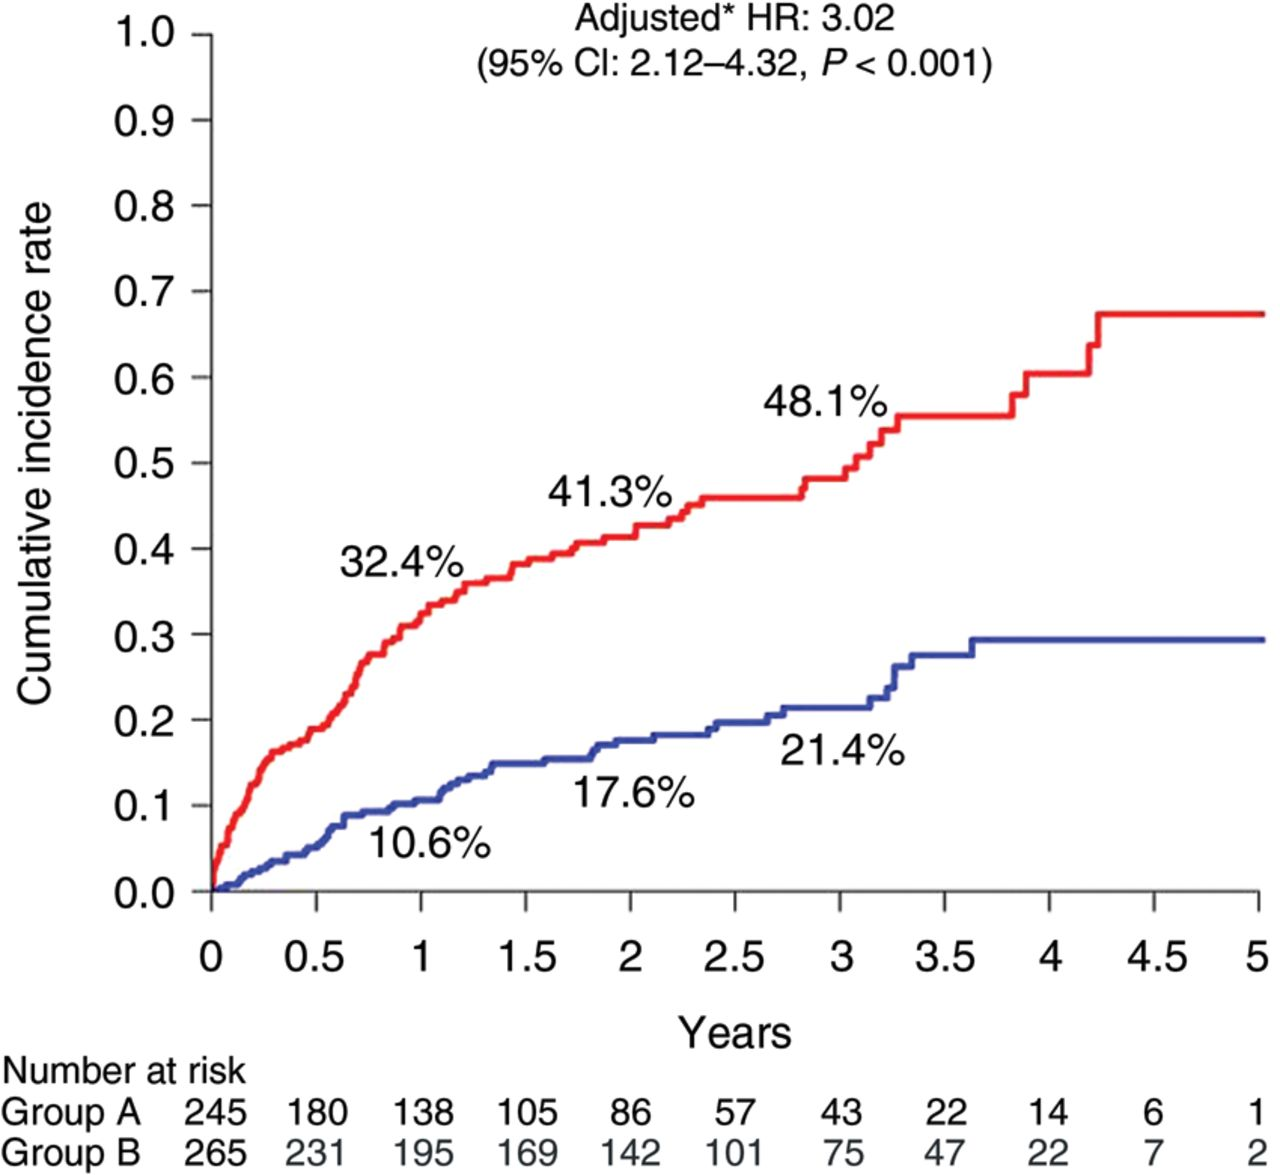 Adjusted* HR: 3.02
(95% CI: 2.12–4.32, P < 0.001)
Cumulative incidence rate
1.0
0.9
0.8
0.7
0.6
0.5
0.4
0.3
0.2
0.1
0.0
48.1%
41.3%
32.4%
21.4%
17.6%
10.6%
0 0.5 1 1.5 2 2.5 3 3.5 4 4.5 5
Years
Number at risk
Group A 245 180 138 105 86 57 43 22 14 6 1
Group B 265 231 195 169 142 101 75 47 22 7 2